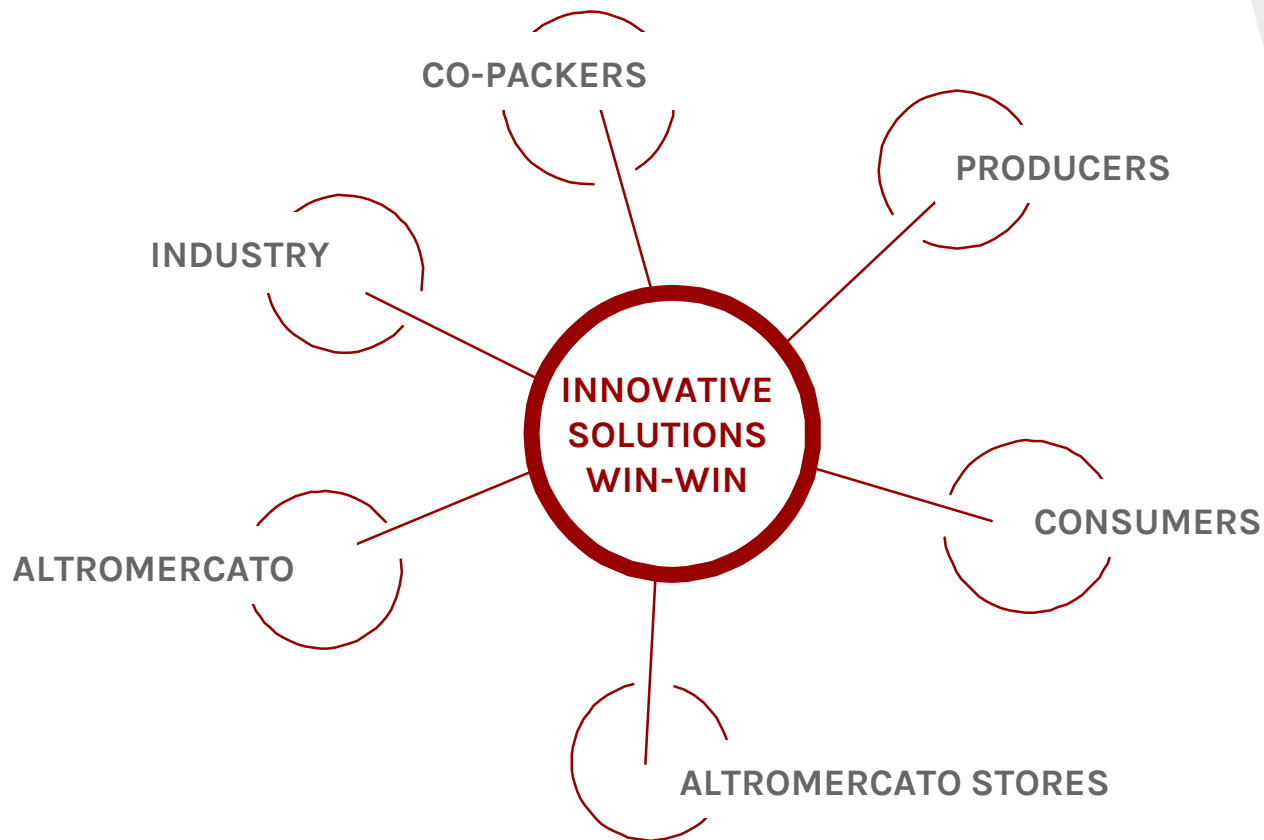 CO-PACKERS
PRODUCERS
INDUSTRY
INNOVATIVE
SOLUTIONS
WIN-WIN
CONSUMERS
ALTROMERCATO
ALTROMERCATO STORES